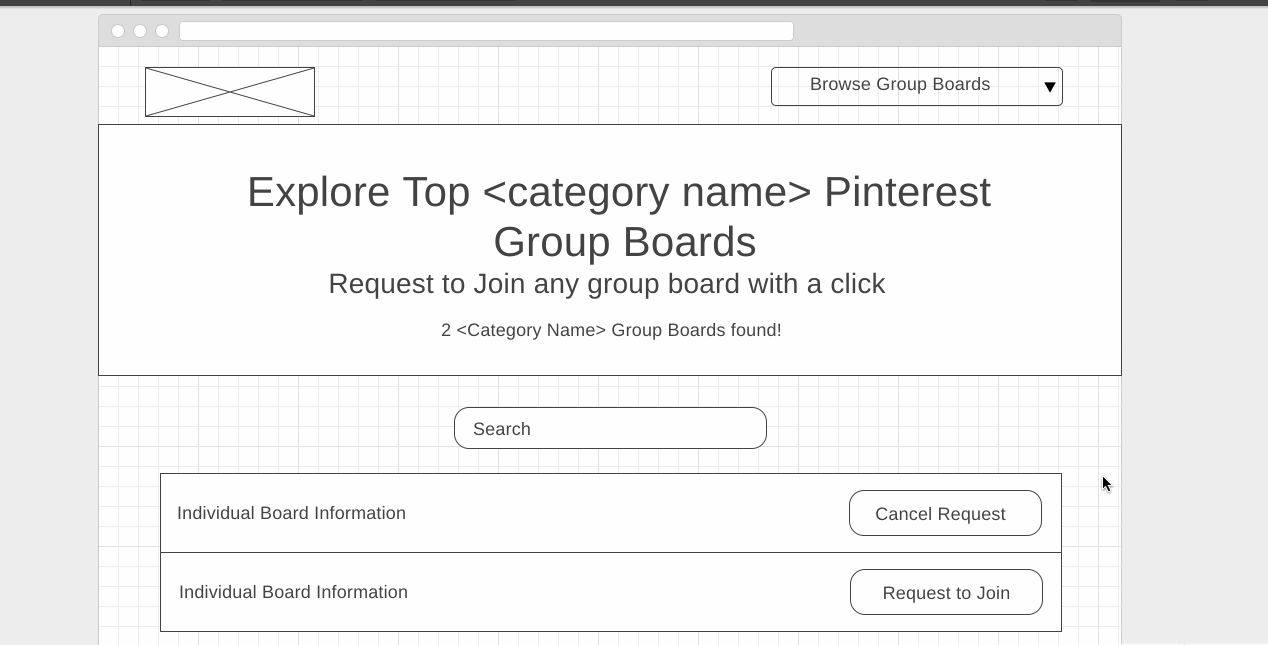 Browse Group Boards
Explore Top <category name> Pinterest
Group Boards
Request to Join any group board with a click
2 <Category Name> Group Boards found!
Search
Individual Board Information
Cancel Request
Individual Board Information
Request to Join